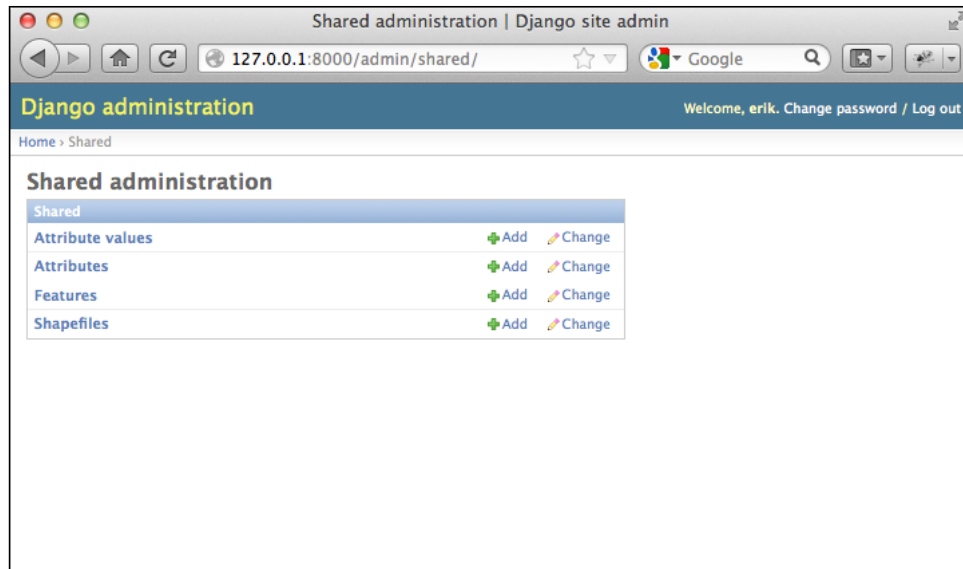 Shared administration | Django site admin
127.0.0.1:8000/admin/shared/ Google
Django administration Welcome, erik. Change password / Log out
Home › Shared
Shared administration
Shared
Attribute values Add Change
Attributes Add Change
Features Add Change
Shapefiles Add Change